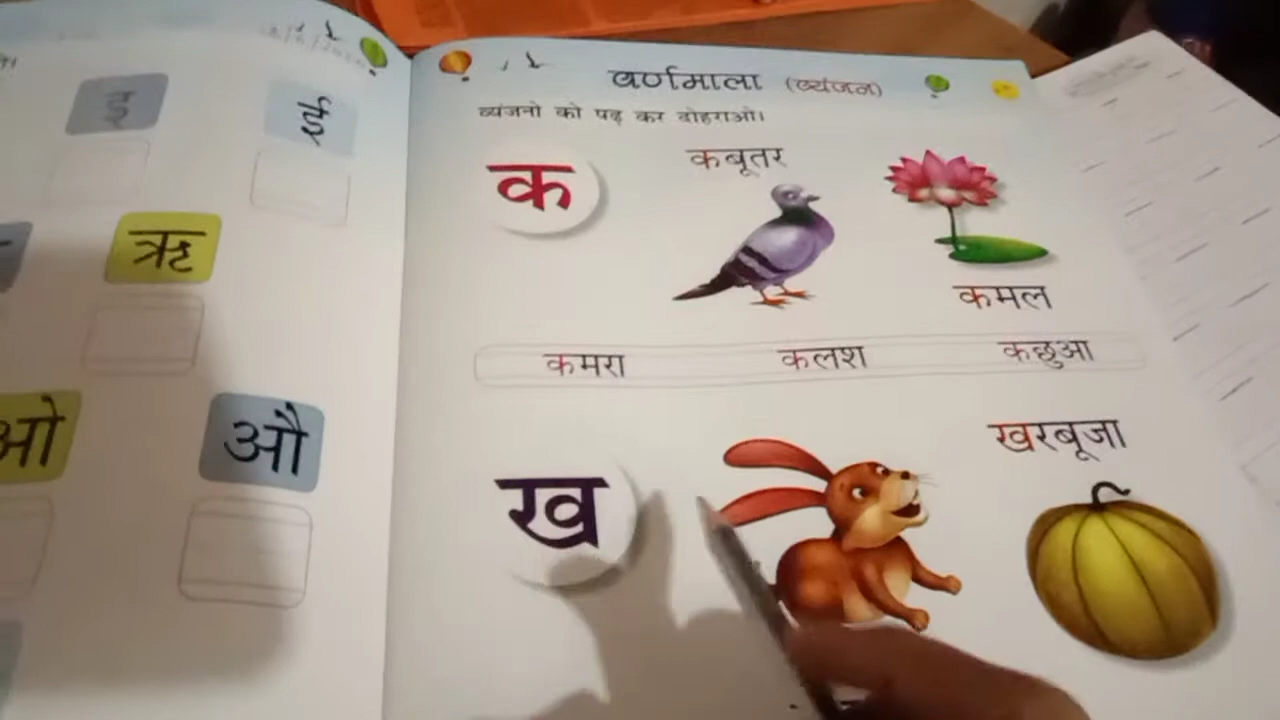 इ
ई
ऋ
ओ
औ
वर्णमाला (व्यंजन)
व्यंजनो को पढ़ कर दोहराओ।
क
कबूतर
कमल
कमरा कलश कछुआ
ख
खरबूजा